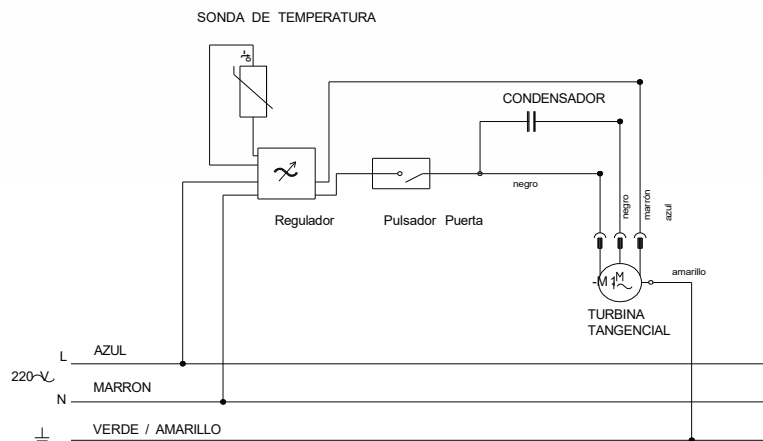 SONDA DE TEMPERATURA
-tº
CONDENSADOR
negro
negro
marrón
azul
Regulador
Pulsador Puerta
amarillo
-M 1 M
TURBINA
TANGENCIAL
L AZUL
220 V
N MARRON
VERDE / AMARILLO